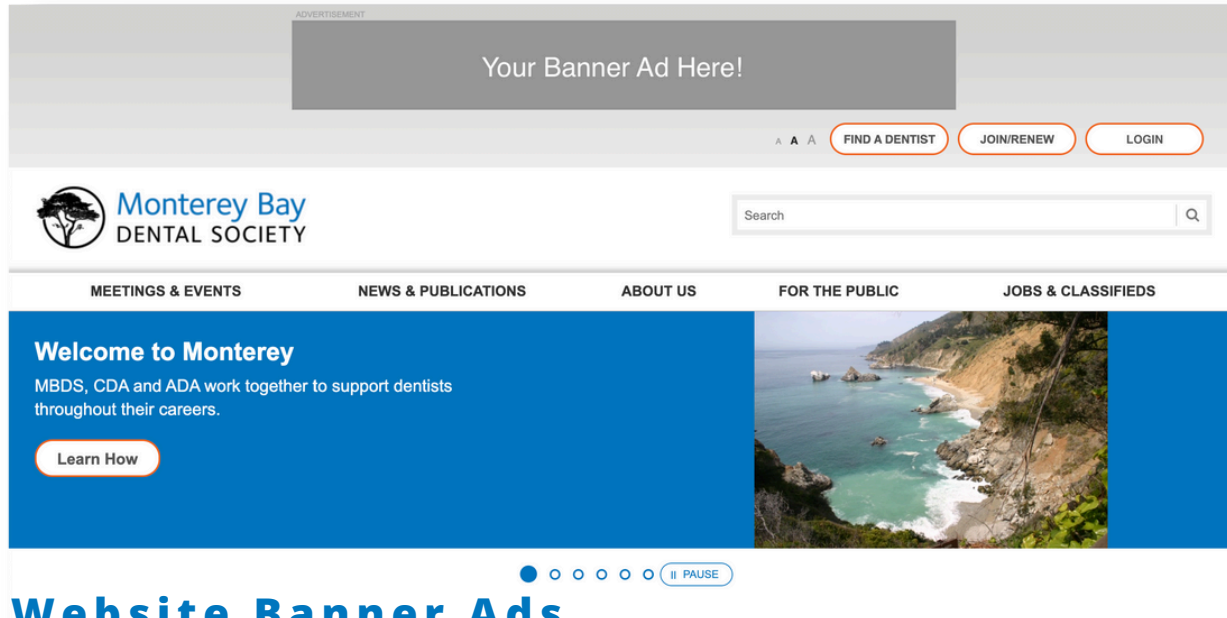 ADVERTISEMENT
Your Banner Ad Here!
A A A FIND A DENTIST JOIN/RENEW LOGIN
Monterey Bay
DENTAL SOCIETY
Search
MEETINGS & EVENTS NEWS & PUBLICATIONS ABOUT US FOR THE PUBLIC JOBS & CLASSIFIEDS
Welcome to Monterey
MBDS, CDA and ADA work together to support dentists
throughout their careers.
Learn How
PAUSE
Website Banner Ads